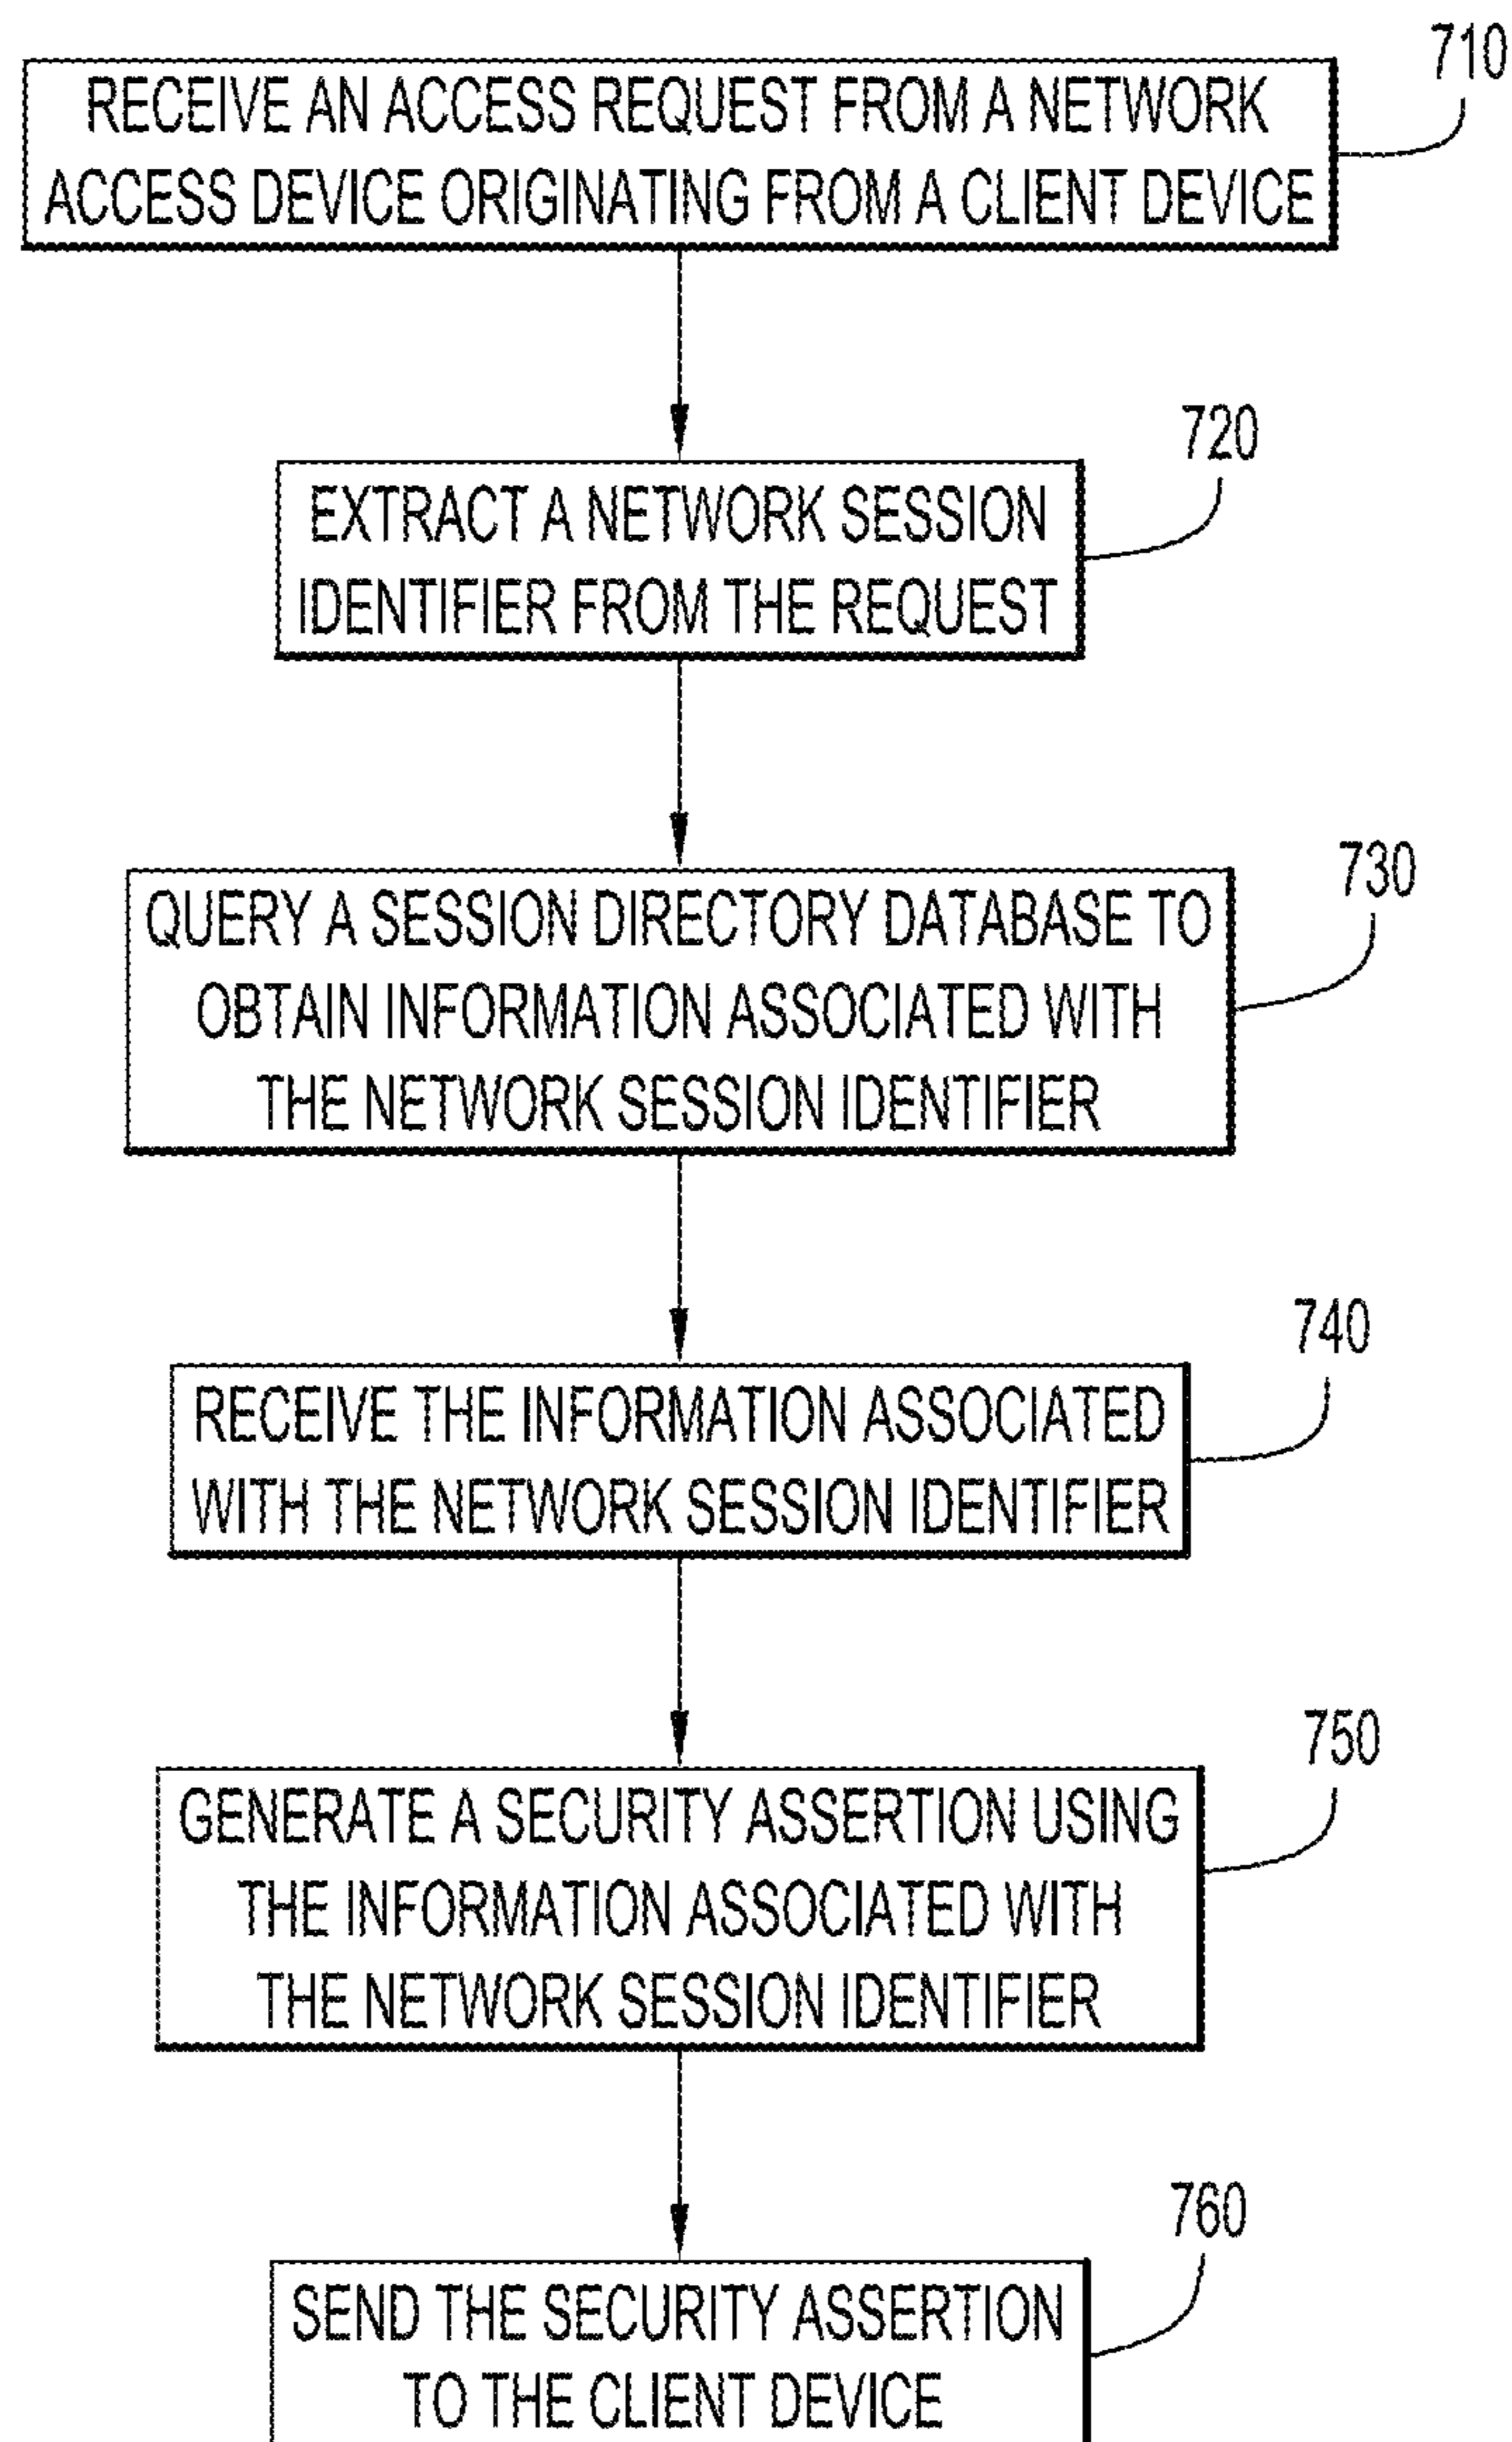 710
RECEIVE AN ACCESS REQUEST FROM A NETWORK
ACCESS DEVICE ORIGINATING FROM A CLIENT DEVICE
720
EXTRACT A NETWORK SESSION
IDENTIFIER FROM THE REQUEST
730
QUERY A SESSION DIRECTORY DATABASE TO
OBTAIN INFORMATION ASSOCIATED WITH
THE NETWORK SESSION IDENTIFIER
740
RECEIVE THE INFORMATION ASSOCIATED
WITH THE NETWORK SESSION IDENTIFIER
750
GENERATE A SECURITY ASSERTION USING
THE INFORMATION ASSOCIATED WITH
THE NETWORK SESSION IDENTIFIER
760
SEND THE SECURITY ASSERTION
TO THE CLIENT DEVICE